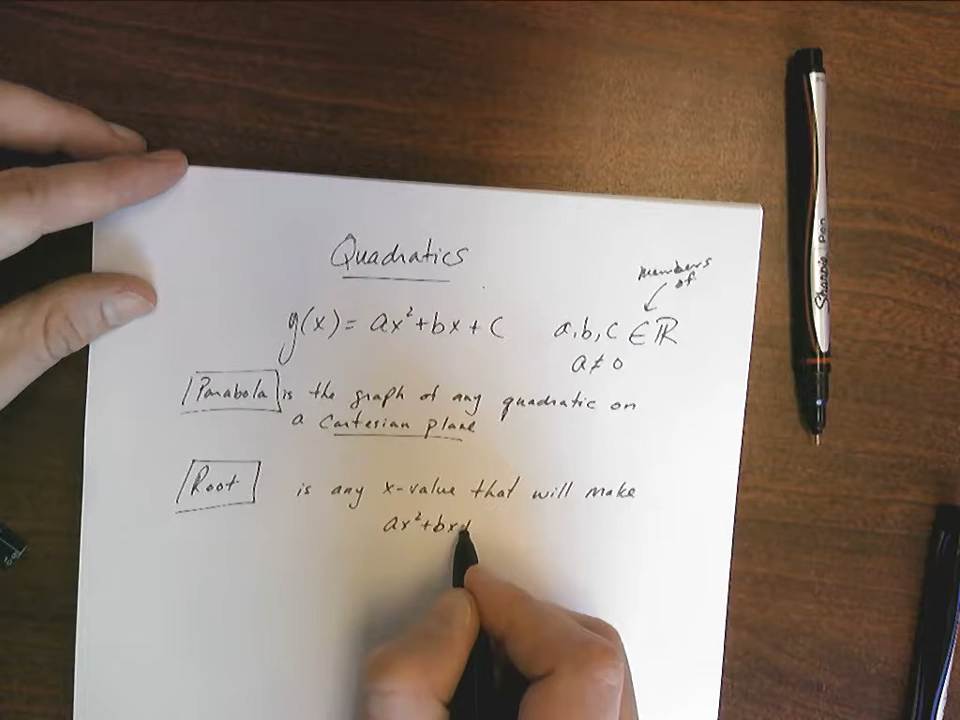 Quadratics
members
of
y(x) = ax²+bx+c a,b,c ∈ ℝ
a ≠ 0
Parabola is the graph of any quadratic on
a Cartesian plane
Root is any x-value that will make
ax²+bx+
Sharpie PEN